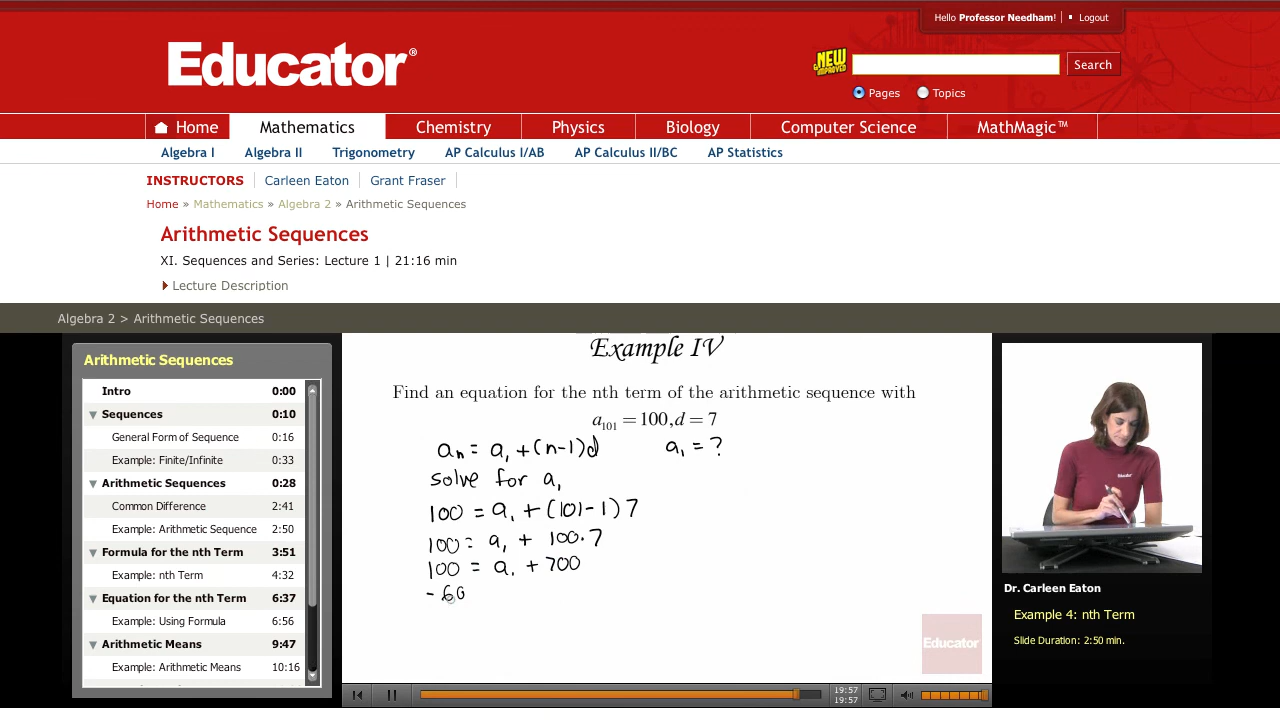 Hello Professor Needham! Logout
Educator®
NEW
IMPROVED
Search
Pages Topics
Home Mathematics Chemistry Physics Biology Computer Science MathMagic™
Algebra I Algebra II Trigonometry AP Calculus I/AB AP Calculus II/BC AP Statistics
INSTRUCTORS Carleen Eaton Grant Fraser
Home » Mathematics » Algebra 2 » Arithmetic Sequences
Arithmetic Sequences
XI. Sequences and Series: Lecture 1 | 21:16 min
Lecture Description
Algebra 2 > Arithmetic Sequences
Arithmetic Sequences
Intro 0:00
Sequences 0:10
General Form of Sequence 0:16
Example: Finite/Infinite 0:33
Arithmetic Sequences 0:28
Common Difference 2:41
Example: Arithmetic Sequence 2:50
Formula for the nth Term 3:51
Example: nth Term 4:32
Equation for the nth Term 6:37
Example: Using Formula 6:56
Arithmetic Means 9:47
Example: Arithmetic Means 10:16
Example IV
Find an equation for the nth term of the arithmetic sequence with
a₁₀₁ = 100, d = 7
aₙ = a₁ + (n-1)d a₁ = ?
solve for a₁
100 = a₁ + (101-1)7
100 = a₁ + 100·7
100 = a₁ + 700
-60
Educator
19:57
19:57
Educator
Dr. Carleen Eaton
Example 4: nth Term
Slide Duration: 2:50 min.